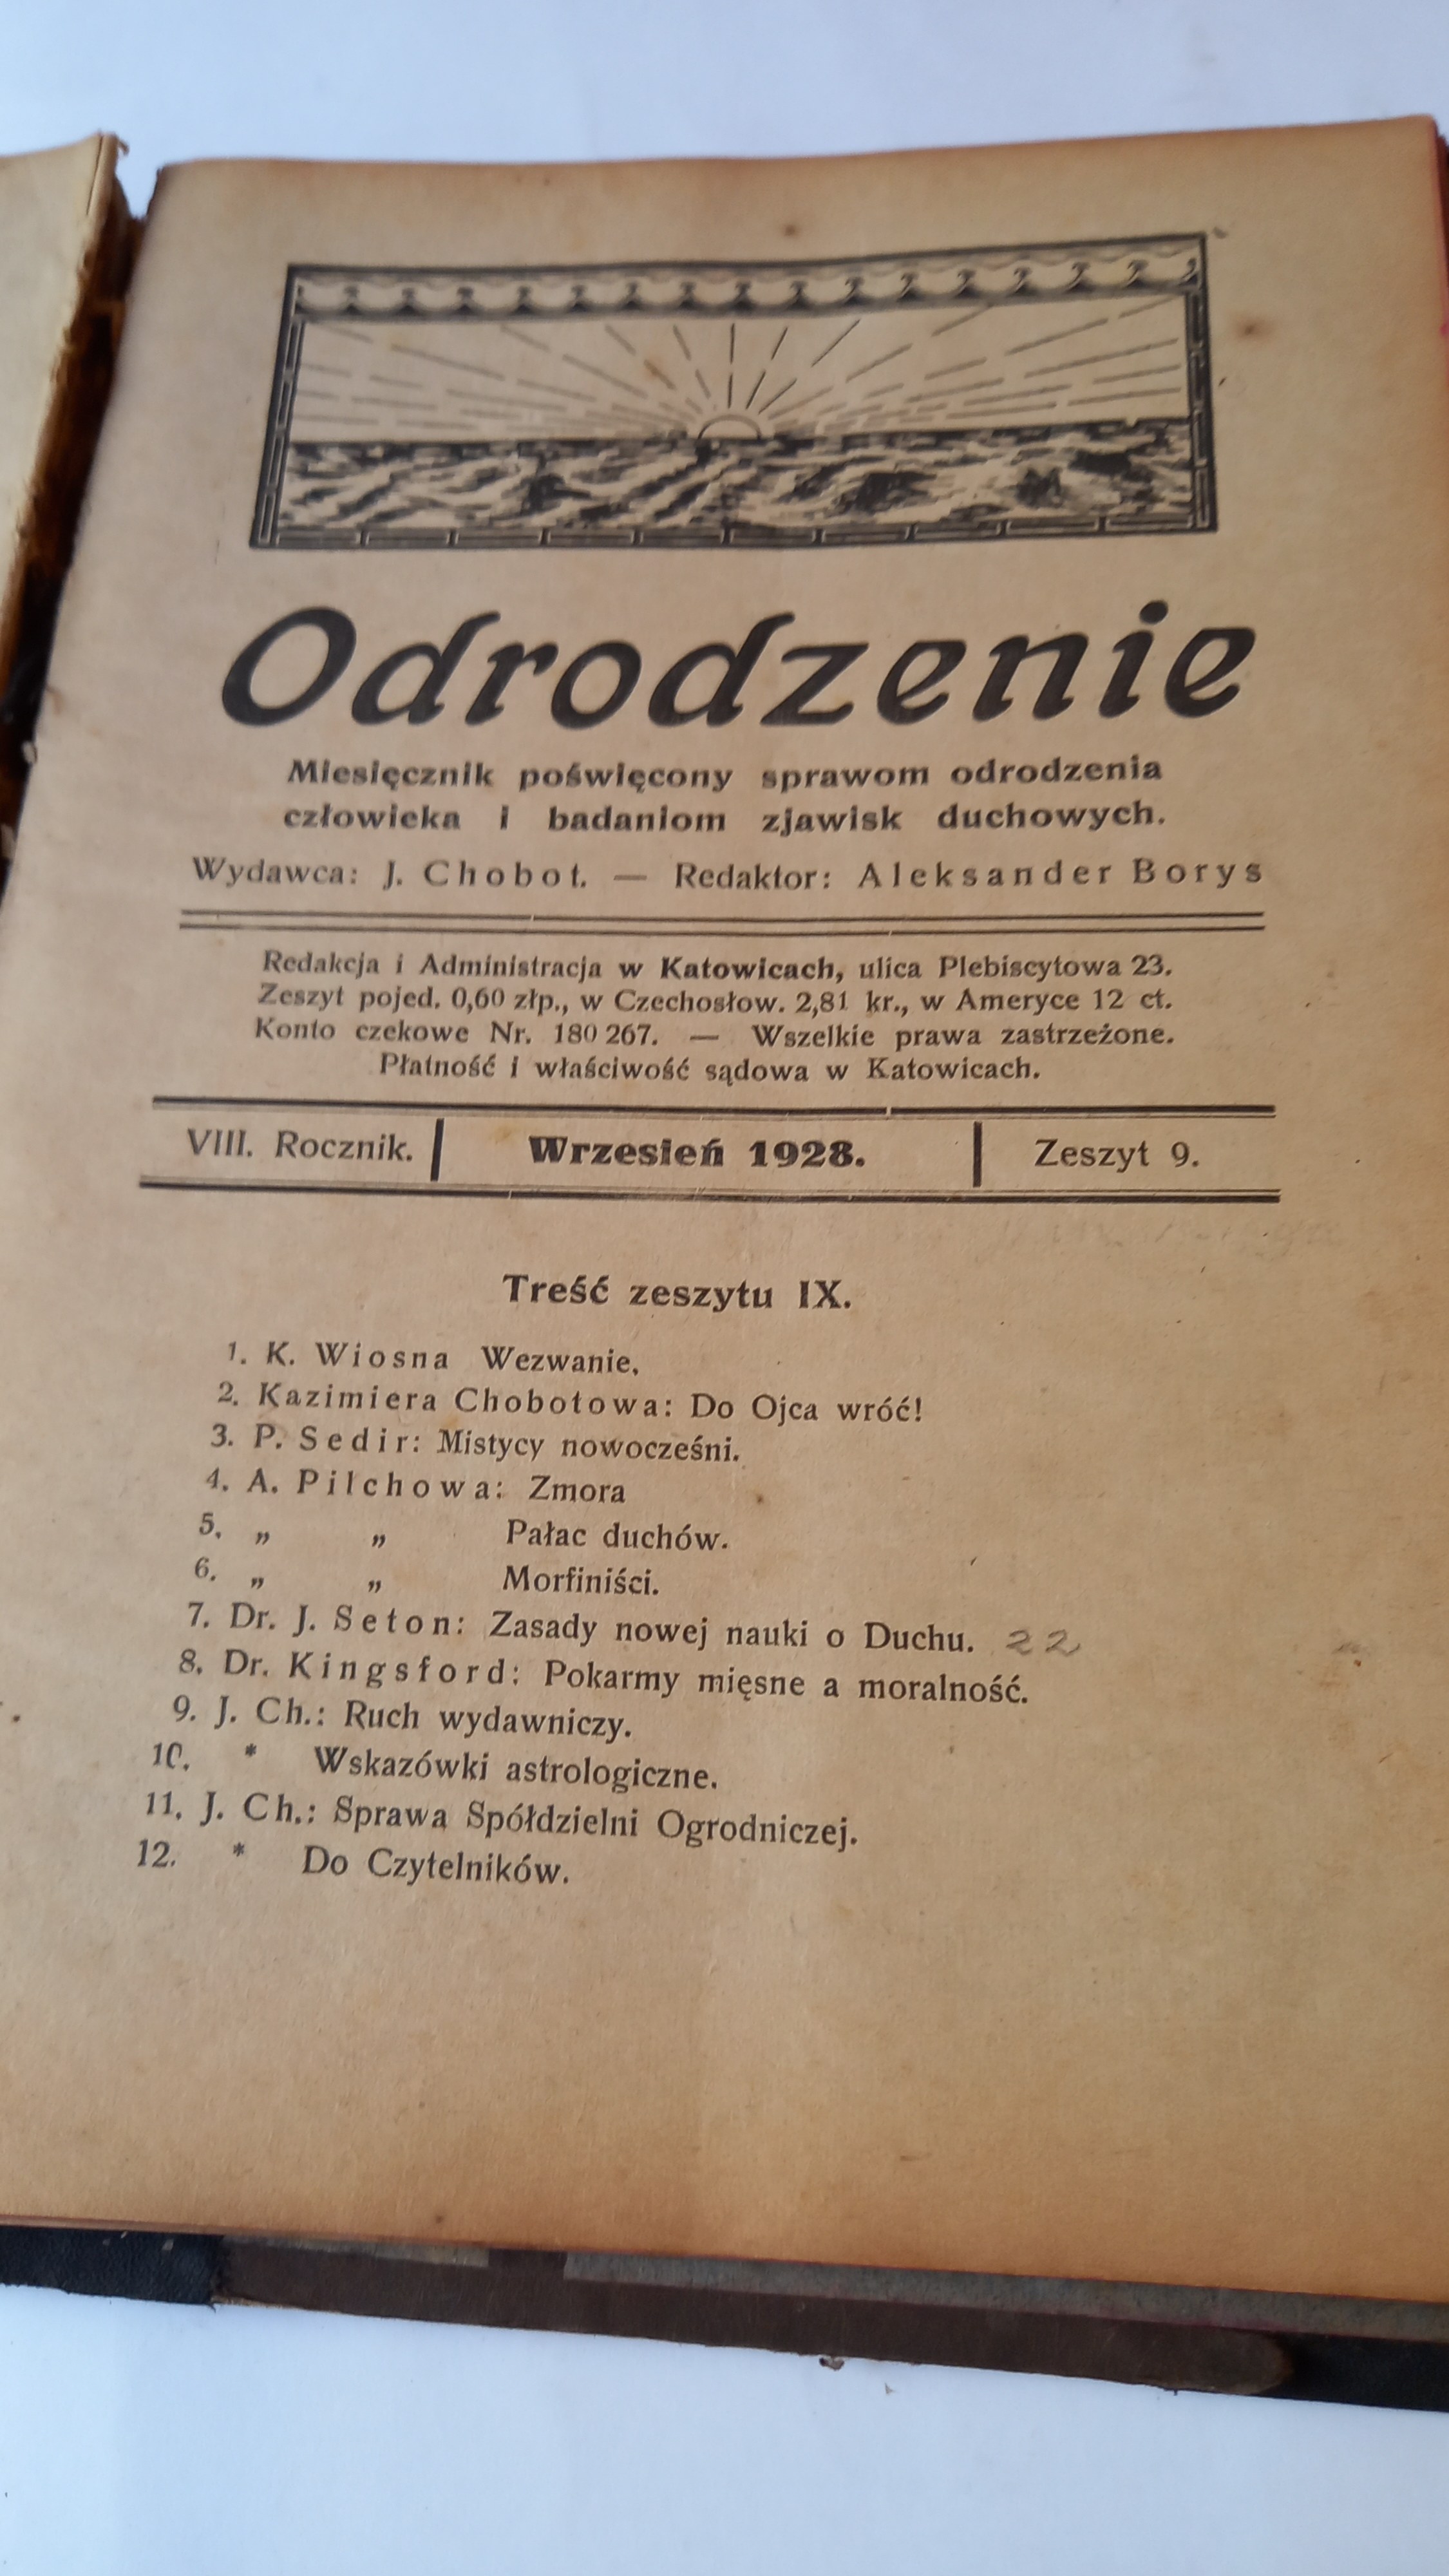 Odrodzenie
Miesięcznik poświęcony sprawom odrodzenia
człowieka i badaniom zjawisk duchowych.
Wydawca: J. Chobot. — Redaktor: Aleksander Borys
Redakcja i Administracja w Katowicach, ulica Plebiscytowa 23.
Zeszyt pojed. 0,60 złp., w Czechosłow. 2,81 kr., w Ameryce 12 ct.
Konto czekowe Nr. 180 267. — Wszelkie prawa zastrzeżone.
Płatność i właściwość sądowa w Katowicach.
VIII. Rocznik. Wrzesień 1928. Zeszyt 9.
Treść zeszytu IX.
1. K. Wiosna Wezwanie,
2. Kazimiera Chobotowa: Do Ojca wróć!
3. P. Sedir: Mistycy nowocześni.
4. A. Pilchowa: Zmora
5. „ „ Pałac duchów.
6. „ „ Morfiniści.
7. Dr. J. Seton: Zasady nowej nauki o Duchu. 22
8. Dr. Kingsford: Pokarmy mięsne a moralność.
9. J. Ch.: Ruch wydawniczy.
10. * Wskazówki astrologiczne.
11. J. Ch.: Sprawa Spółdzielni Ogrodniczej.
12. * Do Czytelników.